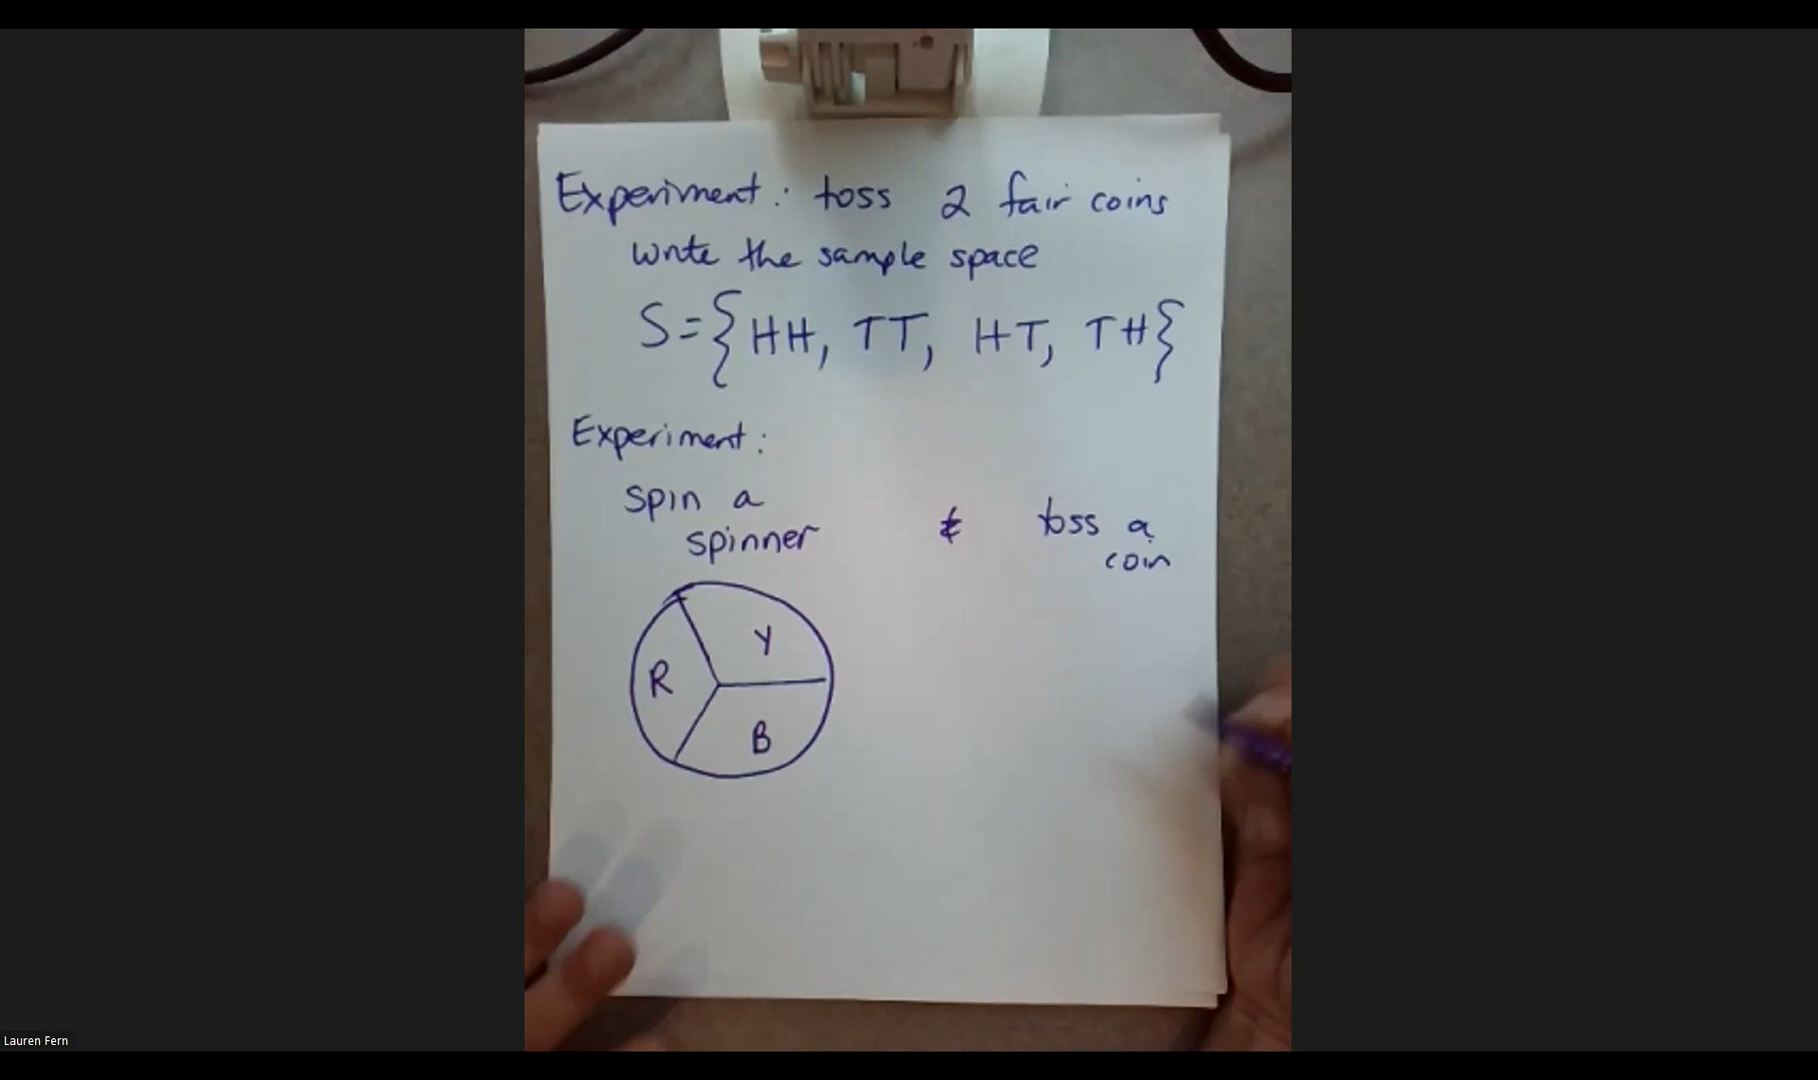 Experiment: toss 2 fair coins
write the sample space
S={HH, TT, HT, TH}
Experiment:
spin a
spinner
& toss a
coin
Y
R
B
Lauren Fern